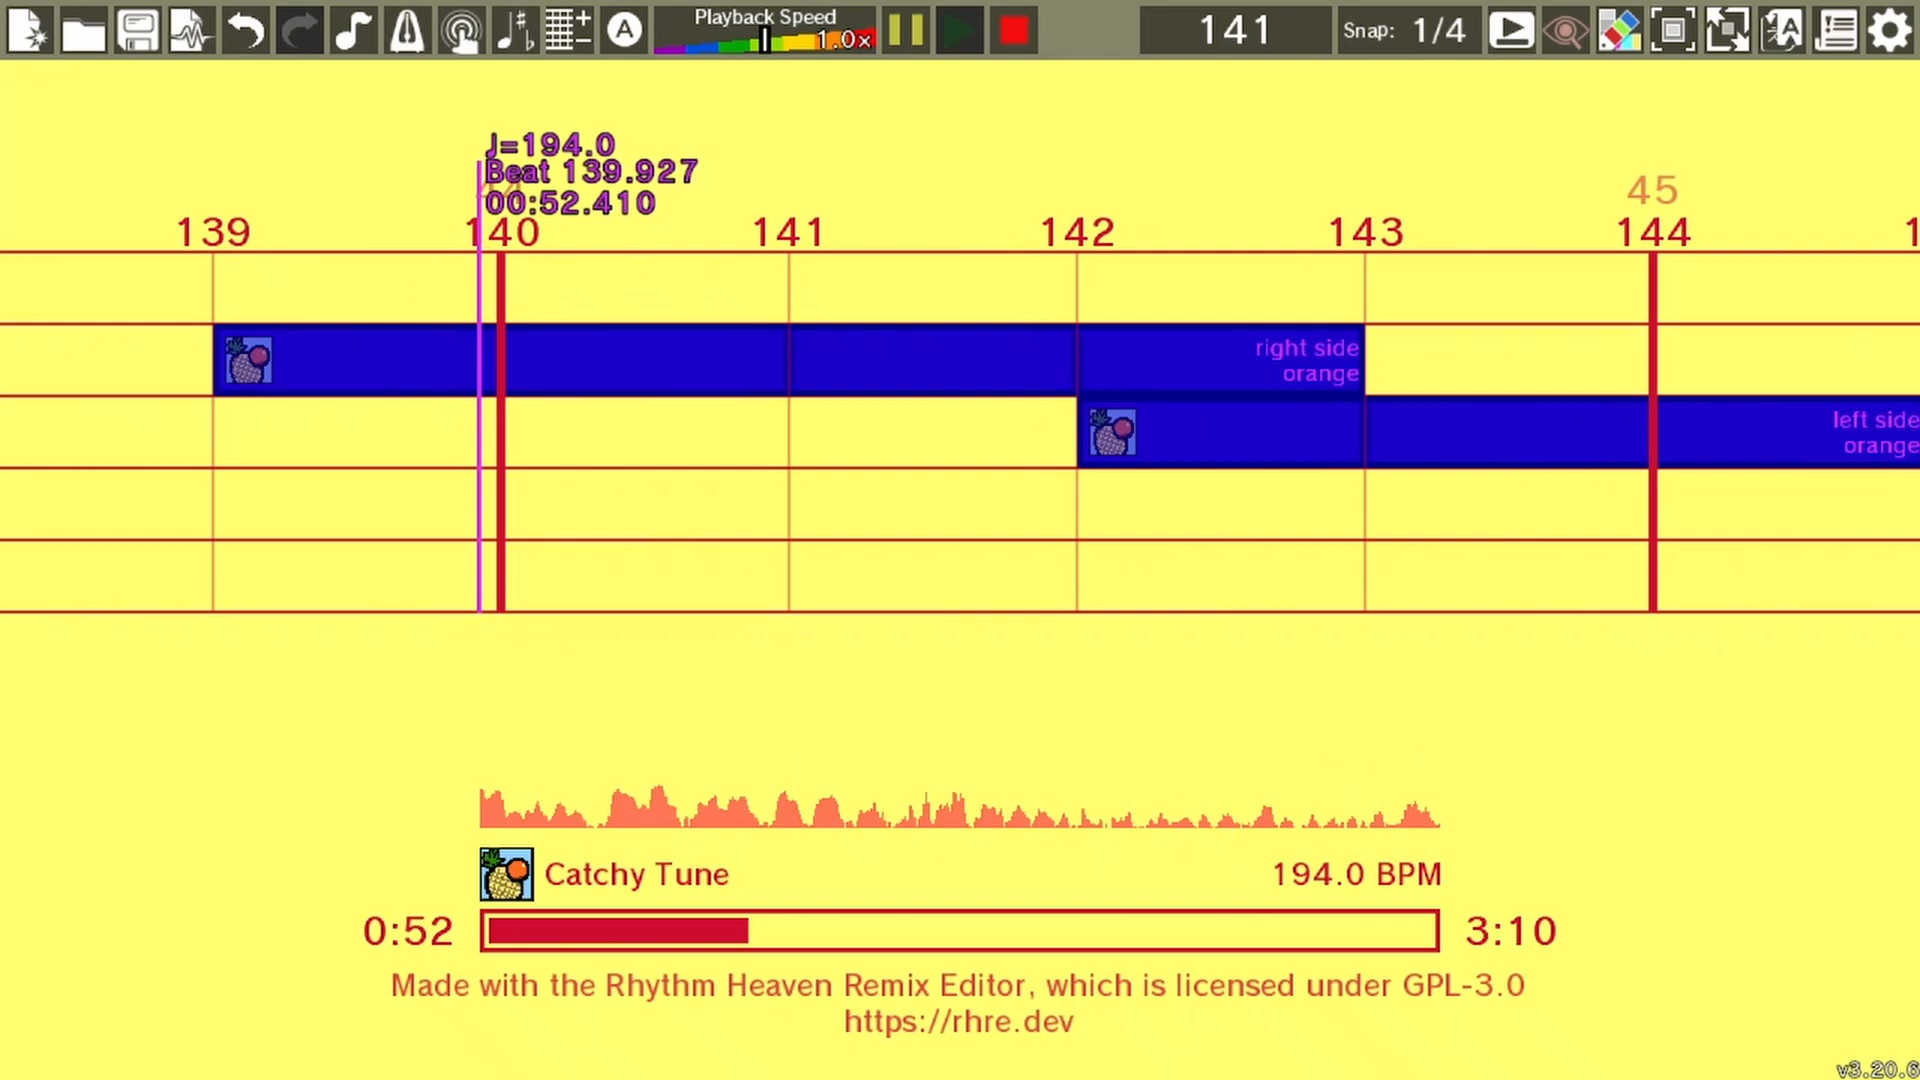 Playback Speed
1.0x
141
Snap: 1/4
A
♩=194.0
Beat 139.927
00:52.410
45
139
140
141
142
143
144
right side
orange
left side
orange
Catchy Tune
194.0 BPM
0:52
3:10
Made with the Rhythm Heaven Remix Editor, which is licensed under GPL-3.0
https://rhre.dev
v3.20.6